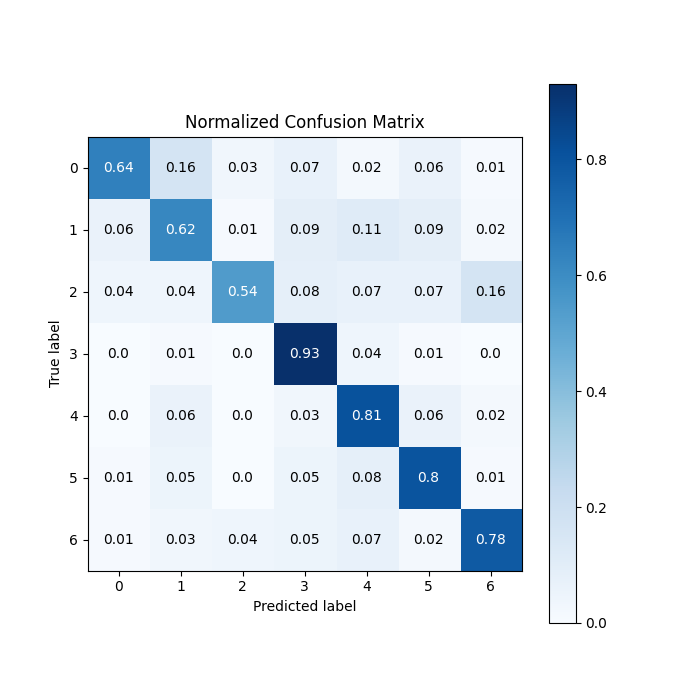 Normalized Confusion Matrix
0 0.64 0.16 0.03 0.07 0.02 0.06 0.01
1 0.06 0.62 0.01 0.09 0.11 0.09 0.02
2 0.04 0.04 0.54 0.08 0.07 0.07 0.16
3 0.0 0.01 0.0 0.93 0.04 0.01 0.0
4 0.0 0.06 0.0 0.03 0.81 0.06 0.02
5 0.01 0.05 0.0 0.05 0.08 0.8 0.01
6 0.01 0.03 0.04 0.05 0.07 0.02 0.78
0 1 2 3 4 5 6
Predicted label
True label
0.8
0.6
0.4
0.2
0.0